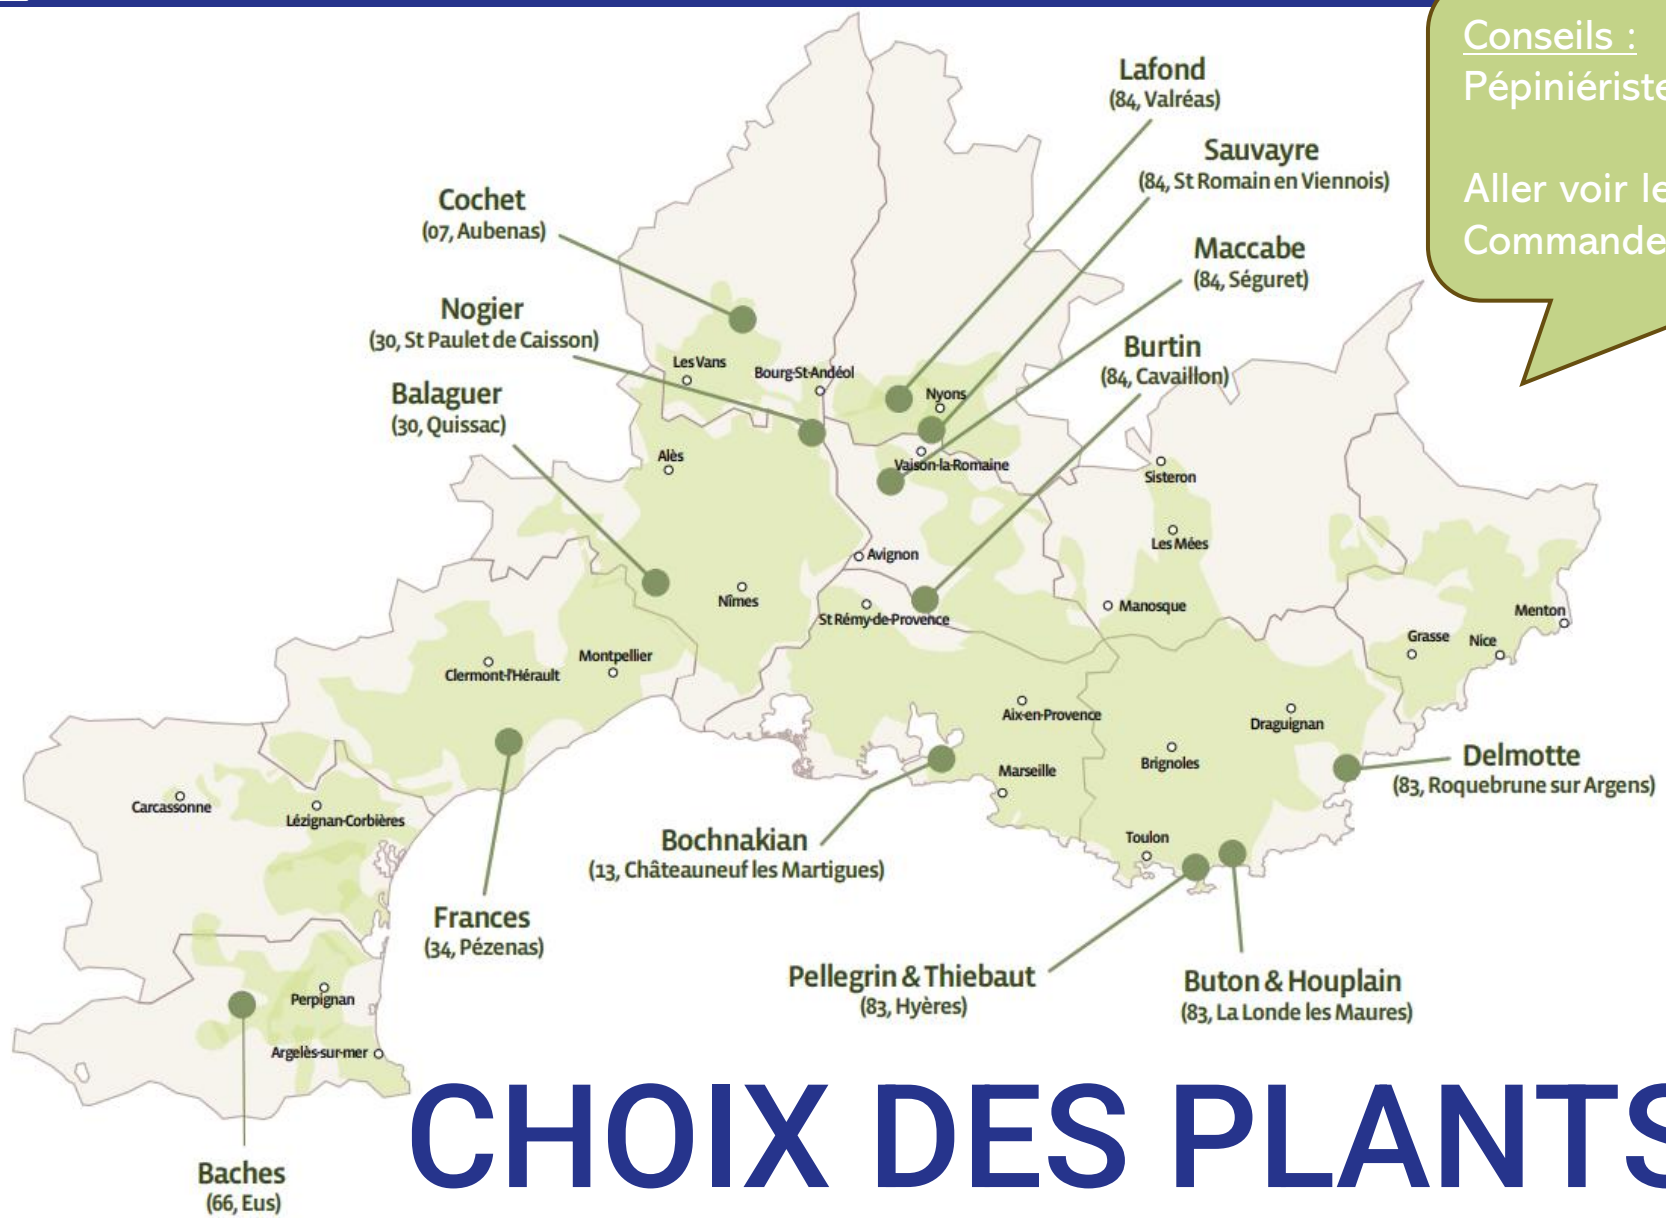 Conseils :
Pépiniériste
Aller voir le
Commande
Lafond
(84, Valréas)
Sauvayre
(84, St Romain en Viennois)
Cochet
(07, Aubenas)
Maccabe
(84, Séguret)
Nogier
(30, St Paulet de Caisson)
Burtin
(84, Cavaillon)
Balaguer
(30, Quissac)
Les Vans
Bourg-St-Andéol
Nyons
Alès
Vaison-la-Romaine
Sisteron
Les Mées
Avignon
Nîmes
St Rémy-de-Provence
Manosque
Menton
Grasse
Nice
Montpellier
Clermont-l'Hérault
Aix-en-Provence
Draguignan
Brignoles
Marseille
Delmotte
(83, Roquebrune sur Argens)
Carcassonne
Lézignan-Corbières
Toulon
Bochnakian
(13, Châteauneuf les Martigues)
Frances
(34, Pézenas)
Pellegrin & Thiebaut
(83, Hyères)
Buton & Houplain
(83, La Londe les Maures)
Perpignan
Argelès-sur-mer
CHOIX DES PLANTS
Baches
(66, Eus)